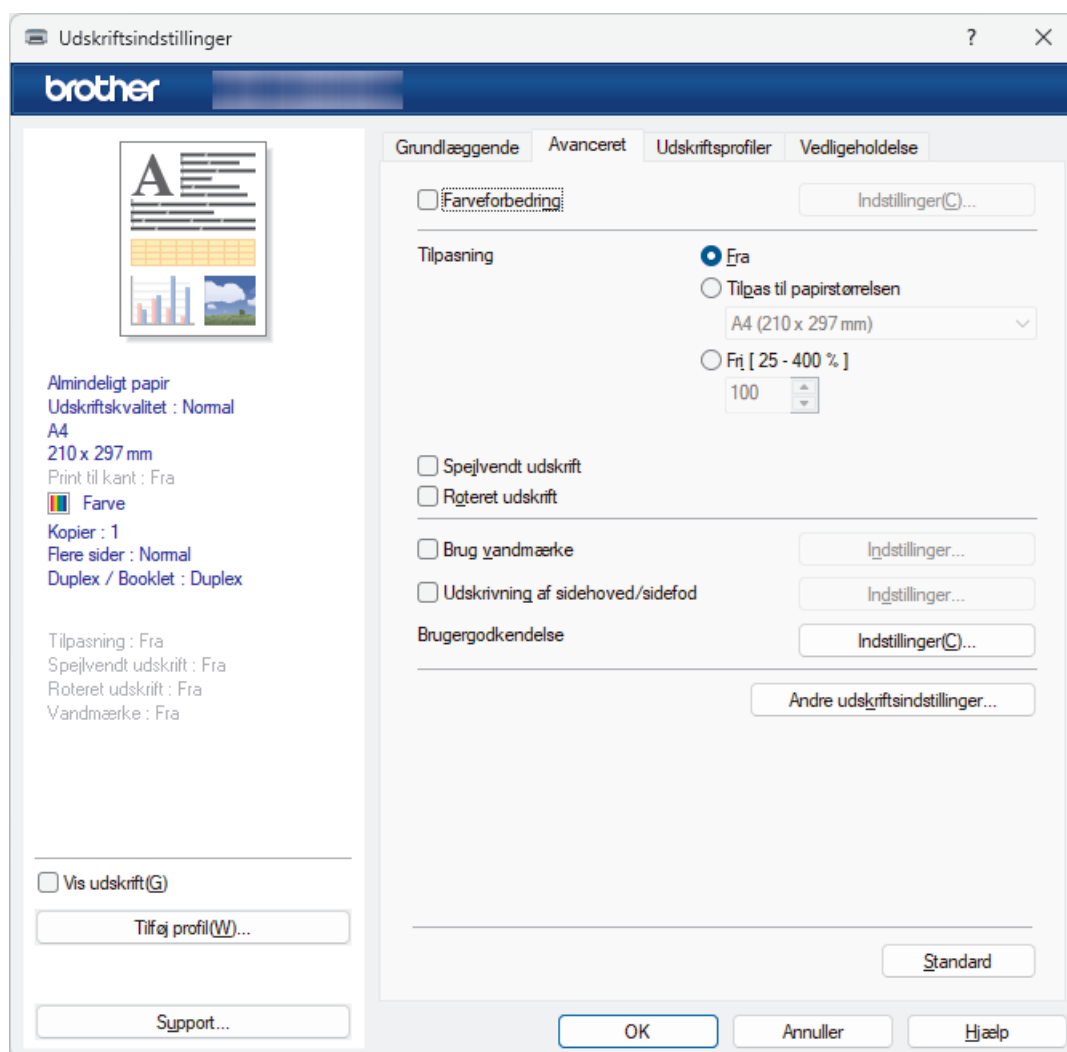 Udskriftsindstillinger
?
brother
A
Almindeligt papir
Udskriftskvalitet : Normal
A4
210 x 297 mm
Print til kant : Fra
Farve
Kopier : 1
Flere sider : Normal
Duplex / Booklet : Duplex
Tilpasning : Fra
Spejlvendt udskrift : Fra
Roteret udskrift : Fra
Vandmærke : Fra
Vis udskrift(G)
Tilføj profil(W)...
Support...
Grundlæggende Avanceret Udskriftsprofiler Vedligeholdelse
Farveforbedring Indstillinger(C)...
Tilpasning Fra
Tilpas til papirstørrelsen
A4 (210 x 297 mm)
Fri [ 25 - 400 % ]
100
Spejlvendt udskrift
Roteret udskrift
Brug vandmærke Indstillinger...
Udskrivning af sidehoved/sidefod Indstillinger...
Brugergodkendelse Indstillinger(C)...
Andre udskriftsindstillinger...
Standard
OK Annuller Hjælp